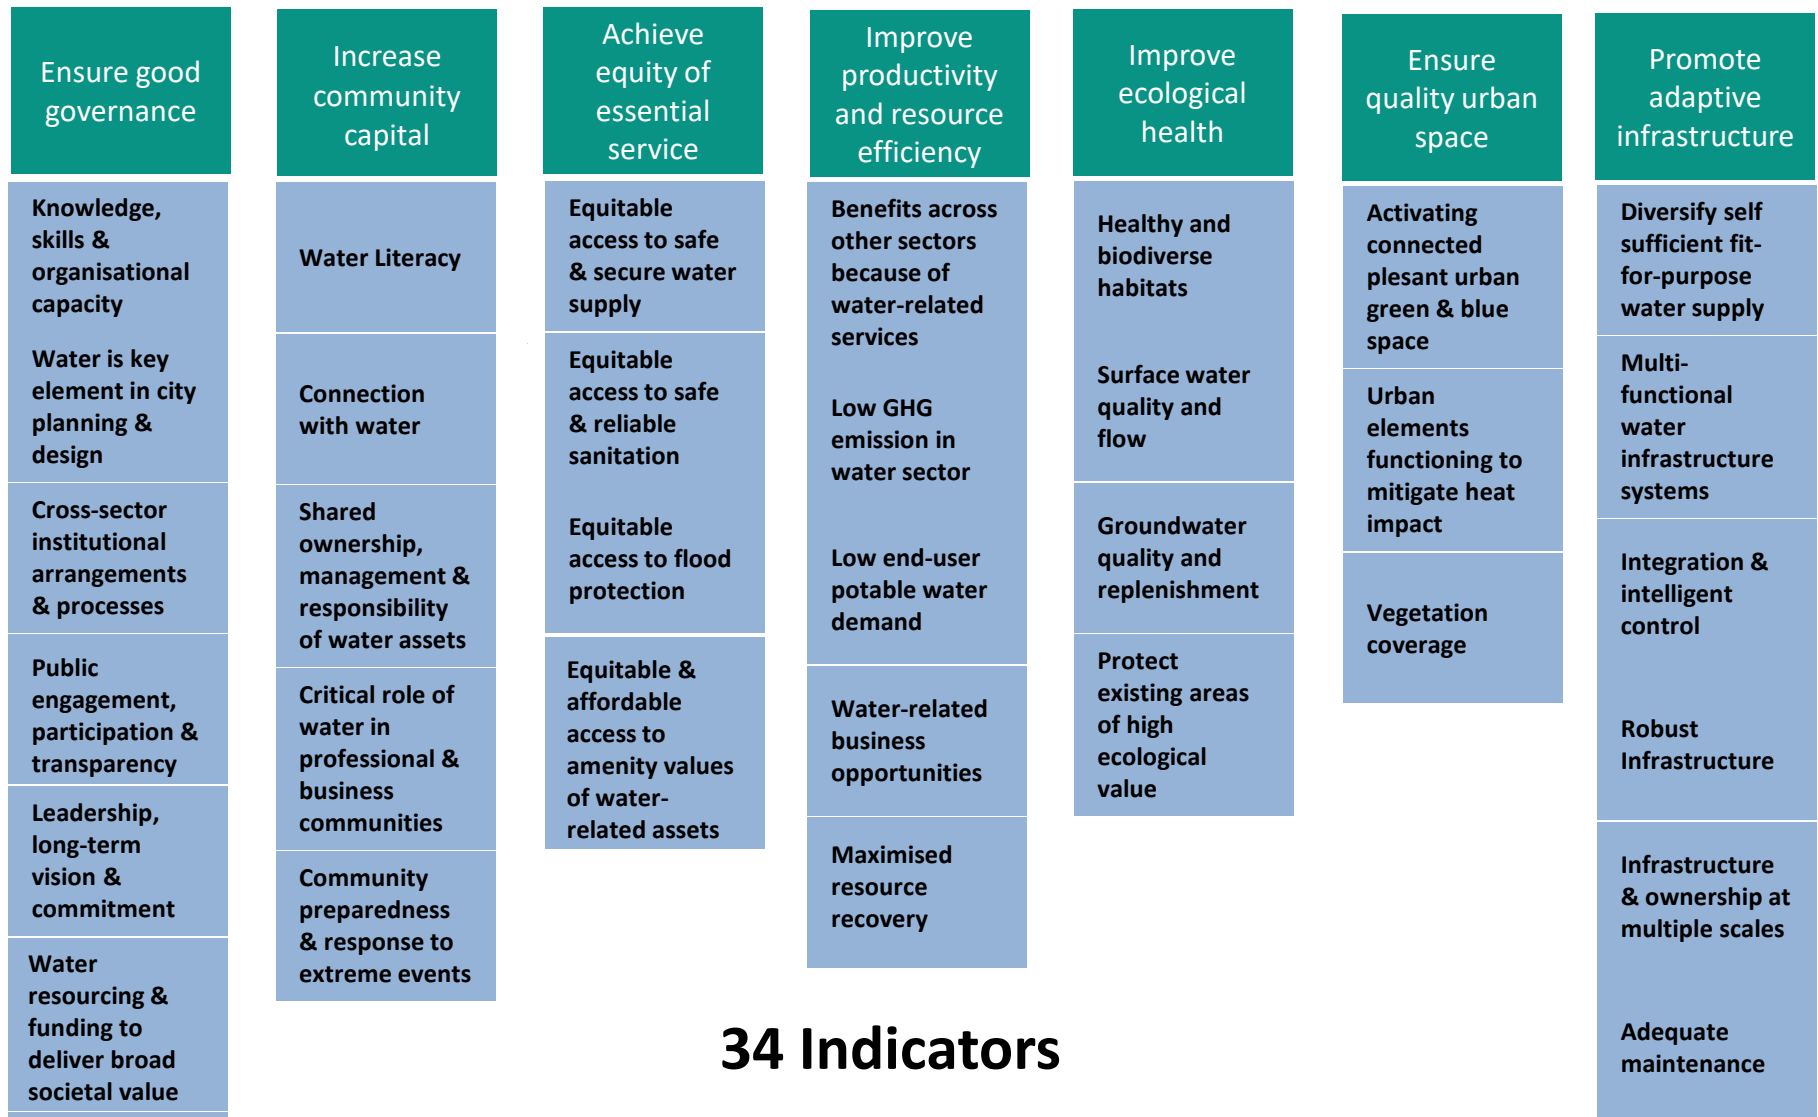 Ensure good
governance
Knowledge,
skills &
organisational
capacity
Water is key
element in city
planning &
design
Cross-sector
institutional
arrangements
& processes
Public
engagement,
participation &
transparency
Leadership,
long-term
vision &
commitment
Water
resourcing &
funding to
deliver broad
societal value
Increase
community
capital
Water Literacy
Connection
with water
Shared
ownership,
management &
responsibility
of water assets
Critical role of
water in
professional &
business
communities
Community
preparedness
& response to
extreme events
Achieve
equity of
essential
service
Equitable
access to safe
& secure water
supply
Equitable
access to safe
& reliable
sanitation
Equitable
access to flood
protection
Equitable &
affordable
access to
amenity values
of water-
related assets
Improve
productivity
and resource
efficiency
Benefits across
other sectors
because of
water-related
services
Low GHG
emission in
water sector
Low end-user
potable water
demand
Water-related
business
opportunities
Maximised
resource
recovery
Improve
ecological
health
Healthy and
biodiverse
habitats
Surface water
quality and
flow
Groundwater
quality and
replenishment
Protect
existing areas
of high
ecological
value
Ensure
quality urban
space
Activating
connected
plesant urban
green & blue
space
Urban
elements
functioning to
mitigate heat
impact
Vegetation
coverage
Promote
adaptive
infrastructure
Diversify self
sufficient fit-
for-purpose
water supply
Multi-
functional
water
infrastructure
systems
Integration &
intelligent
control
Robust
Infrastructure
Infrastructure
& ownership at
multiple scales
Adequate
maintenance
34 Indicators